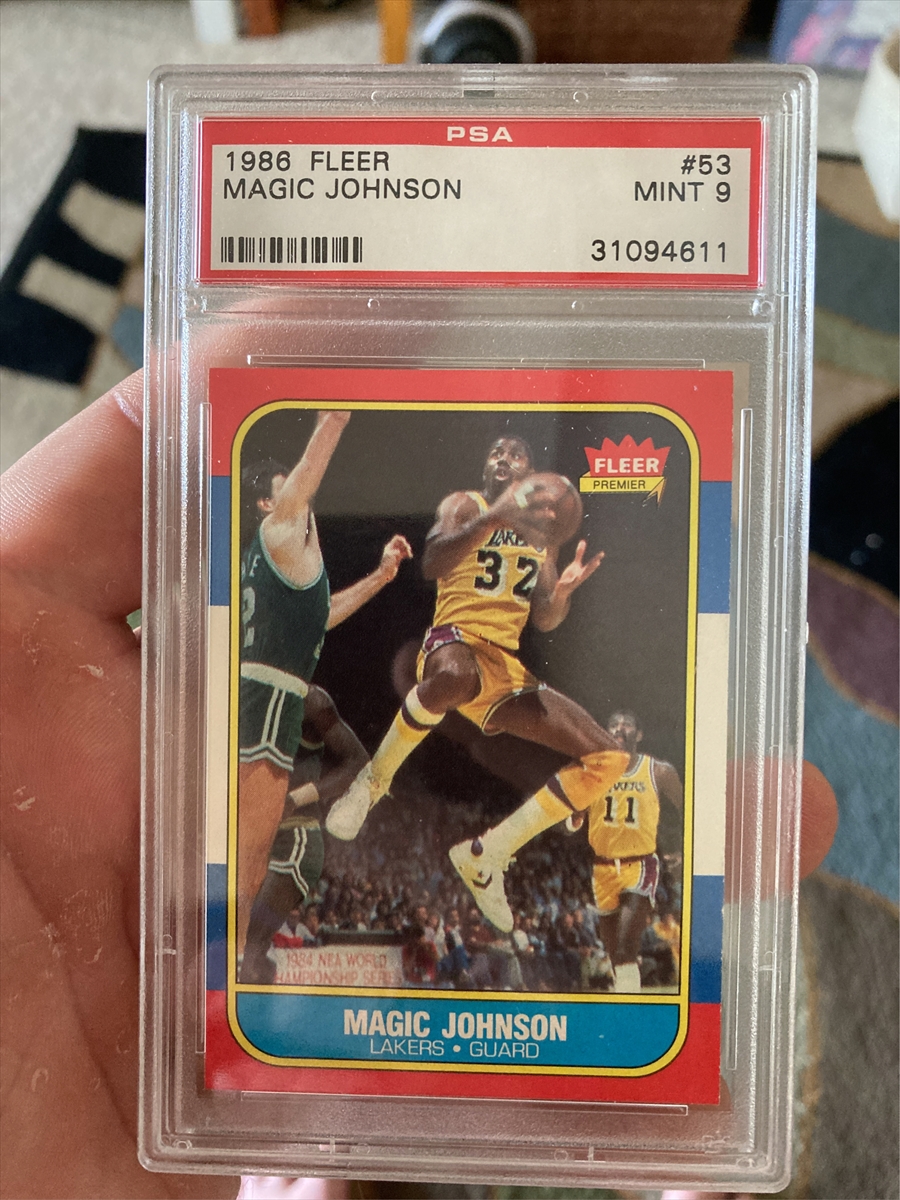 PSA
1986 FLEER
#53
MAGIC JOHNSON
MINT 9
31094611
FLEER
PREMIER
LAKERS
32
LAKERS
11
1984 NBA WORLD
CHAMPIONSHIP SERIES
MAGIC JOHNSON
LAKERS • GUARD